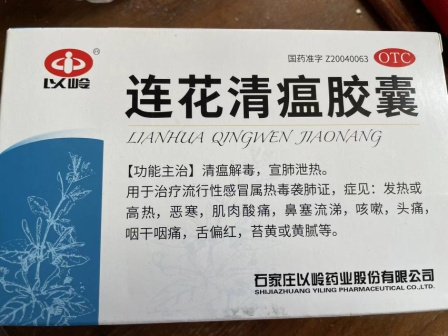 国药准字 Z20040063 OTC
以岭
连花清瘟胶囊
LIANHUA QINGWEN JIAONANG
【功能主治】清瘟解毒，宣肺泄热。
用于治疗流行性感冒属热毒袭肺证，症见：发热或
高热，恶寒，肌肉酸痛，鼻塞流涕，咳嗽，头痛，
咽干咽痛，舌偏红，苔黄或黄腻等。
石家庄以岭药业股份有限公司
SHIJIAZHUANG YILING PHARMACEUTICAL CO.,LTD.